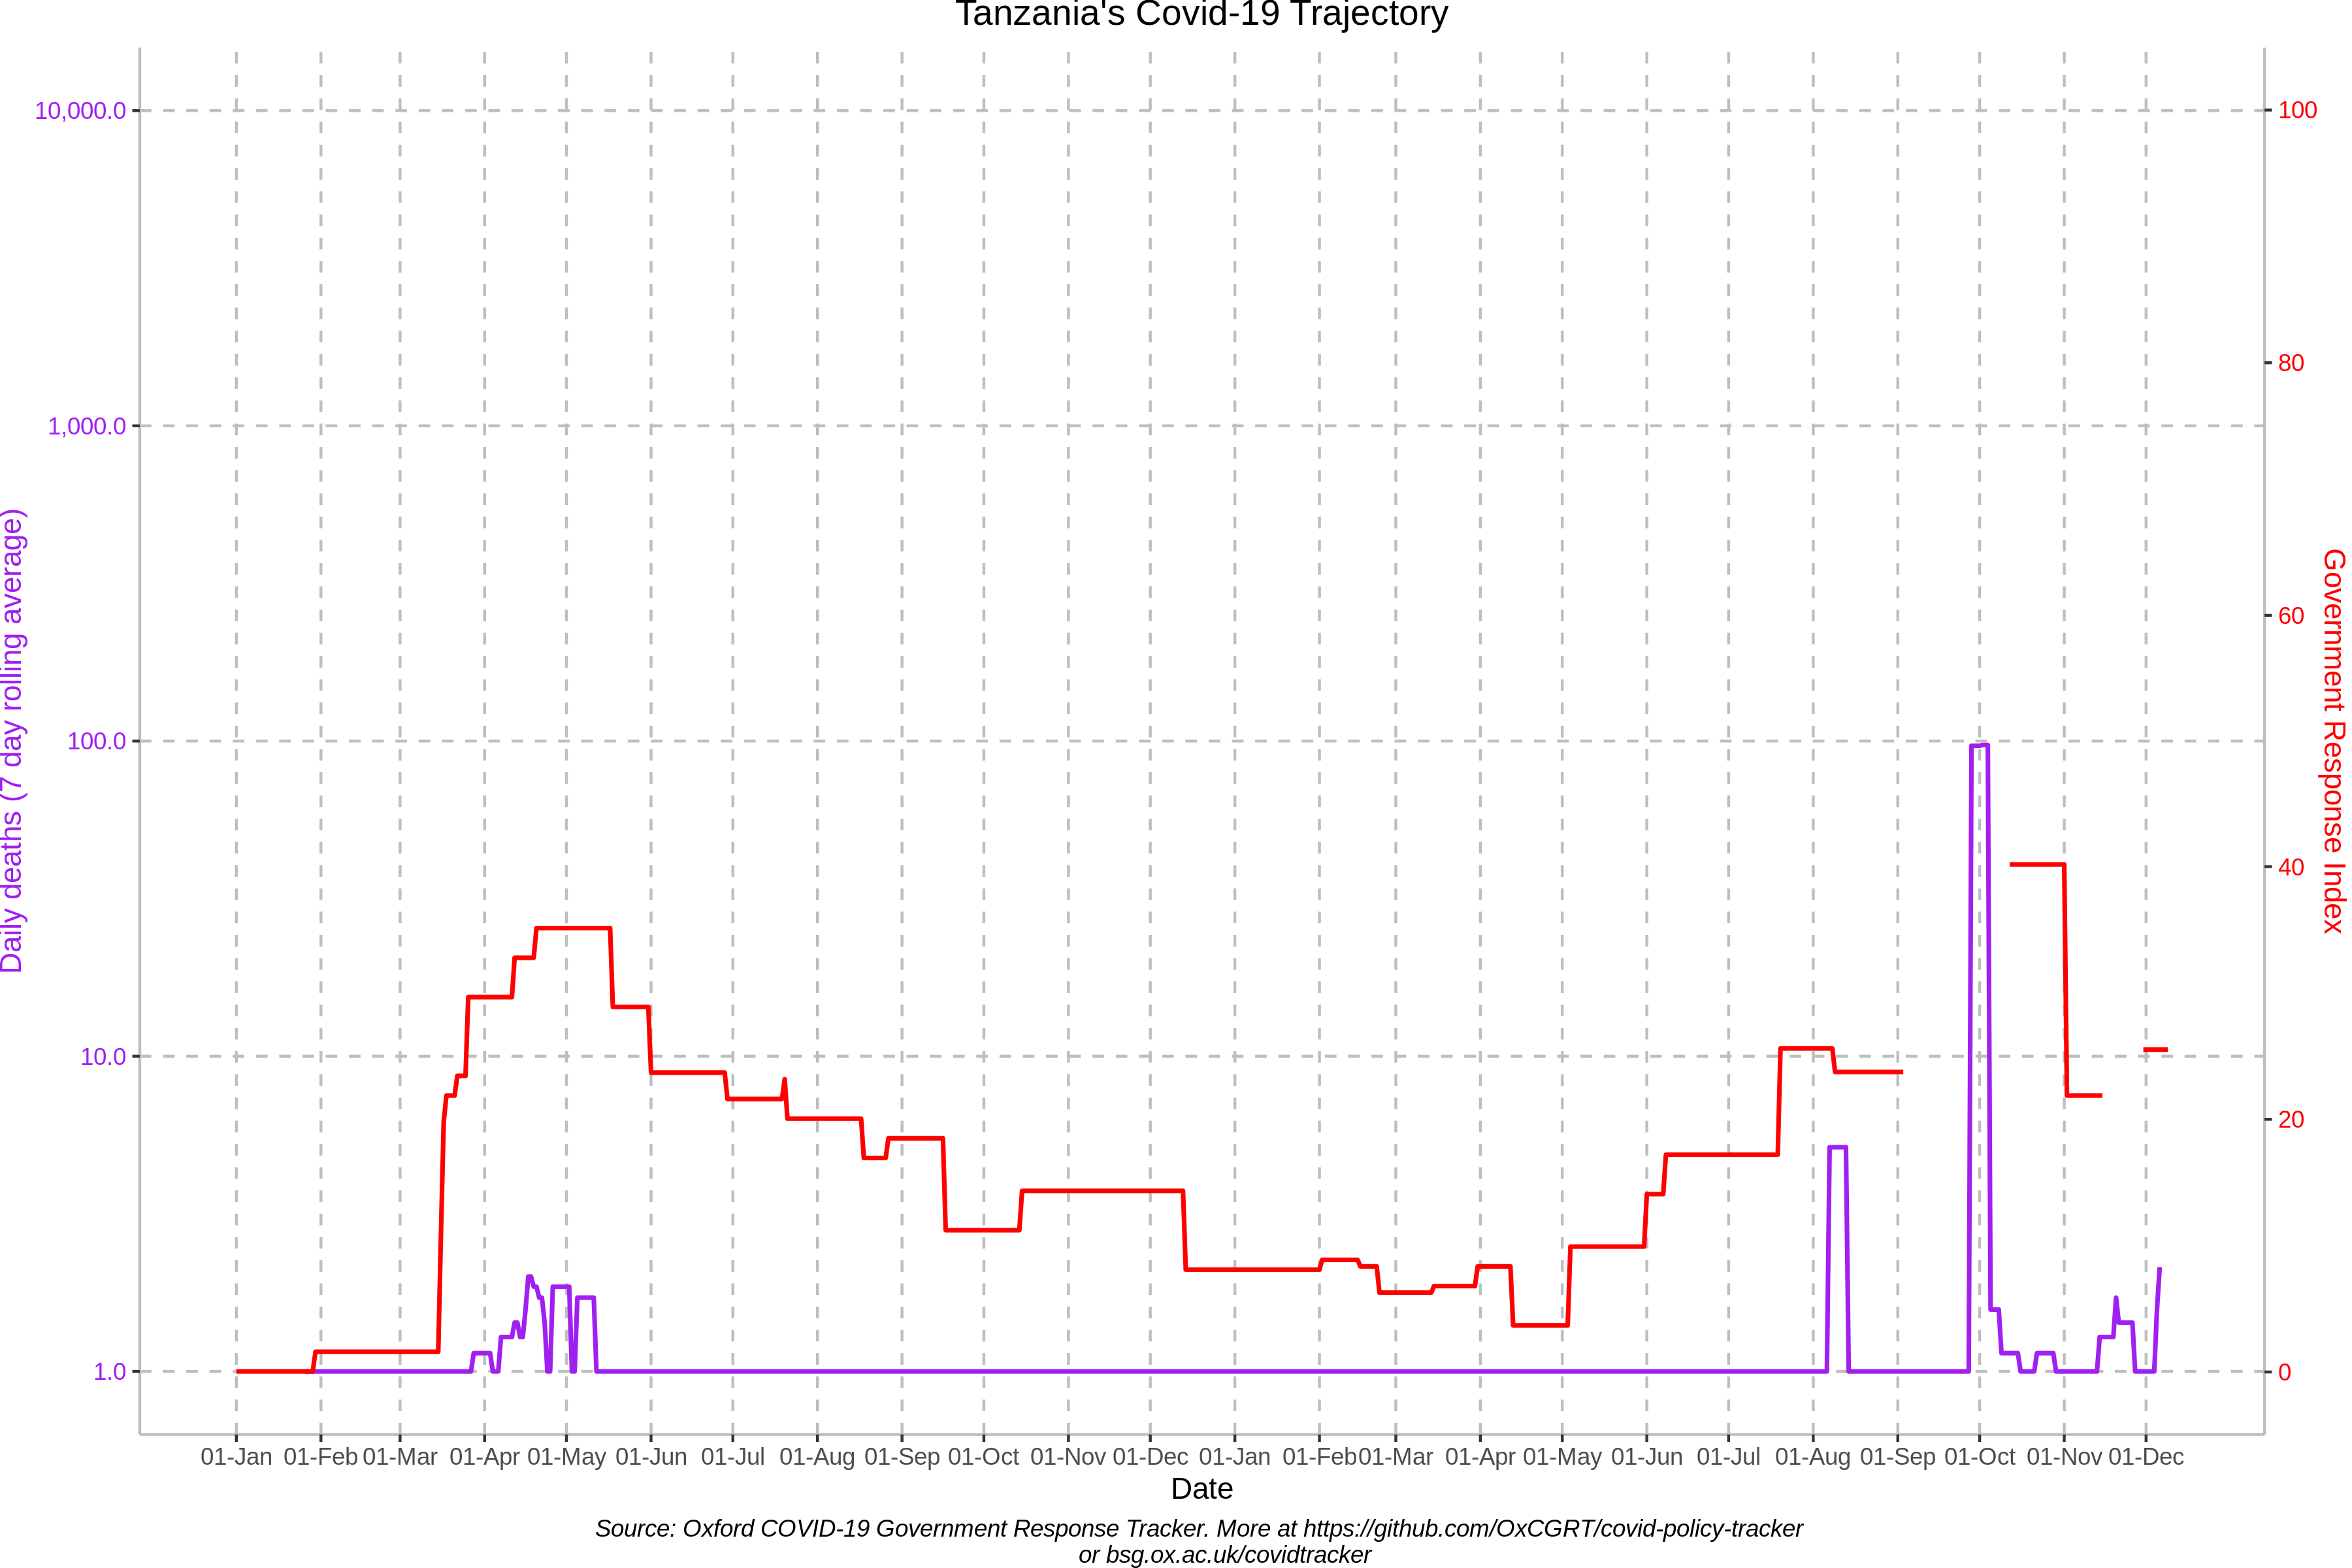 Tanzania's Covid-19 Trajectory
10,000.0
1,000.0
100.0
10.0
1.0
Daily deaths (7 day rolling average)
100
80
60
40
20
0
Government Response Index
01-Jan 01-Feb 01-Mar 01-Apr 01-May 01-Jun 01-Jul 01-Aug 01-Sep 01-Oct 01-Nov 01-Dec 01-Jan 01-Feb 01-Mar 01-Apr 01-May 01-Jun 01-Jul 01-Aug 01-Sep 01-Oct 01-Nov 01-Dec
Date
Source: Oxford COVID-19 Government Response Tracker. More at https://github.com/OxCGRT/covid-policy-tracker
or bsg.ox.ac.uk/covidtracker